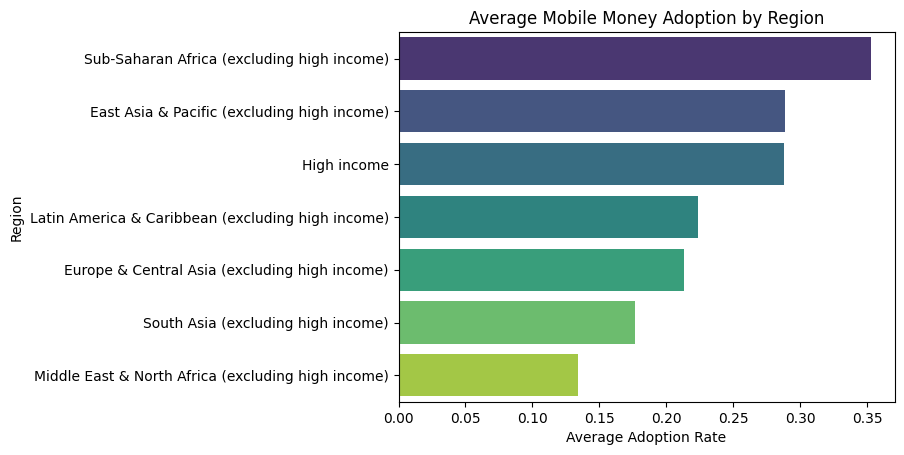 Average Mobile Money Adoption by Region
Region
Sub-Saharan Africa (excluding high income)
East Asia & Pacific (excluding high income)
High income
Latin America & Caribbean (excluding high income)
Europe & Central Asia (excluding high income)
South Asia (excluding high income)
Middle East & North Africa (excluding high income)
0.00 0.05 0.10 0.15 0.20 0.25 0.30 0.35
Average Adoption Rate